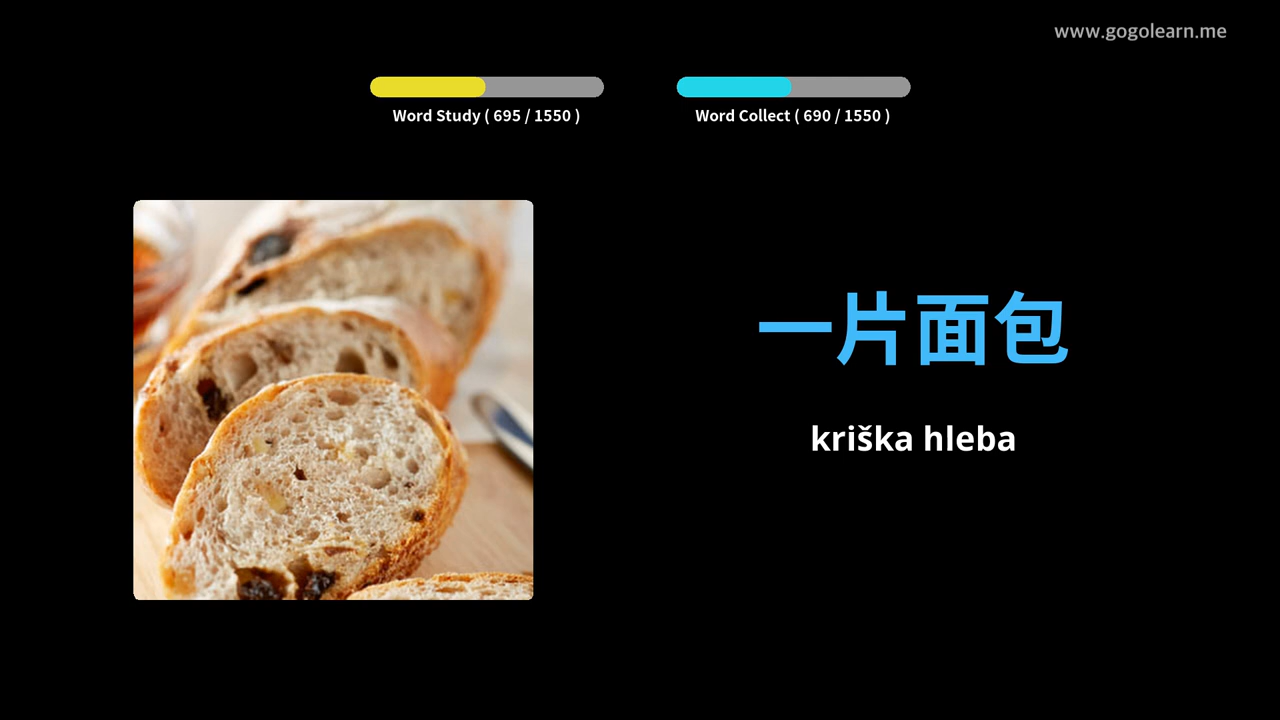 www.gogolearn.me
Word Study ( 695 / 1550 )
Word Collect ( 690 / 1550 )
一片面包
kriška hleba